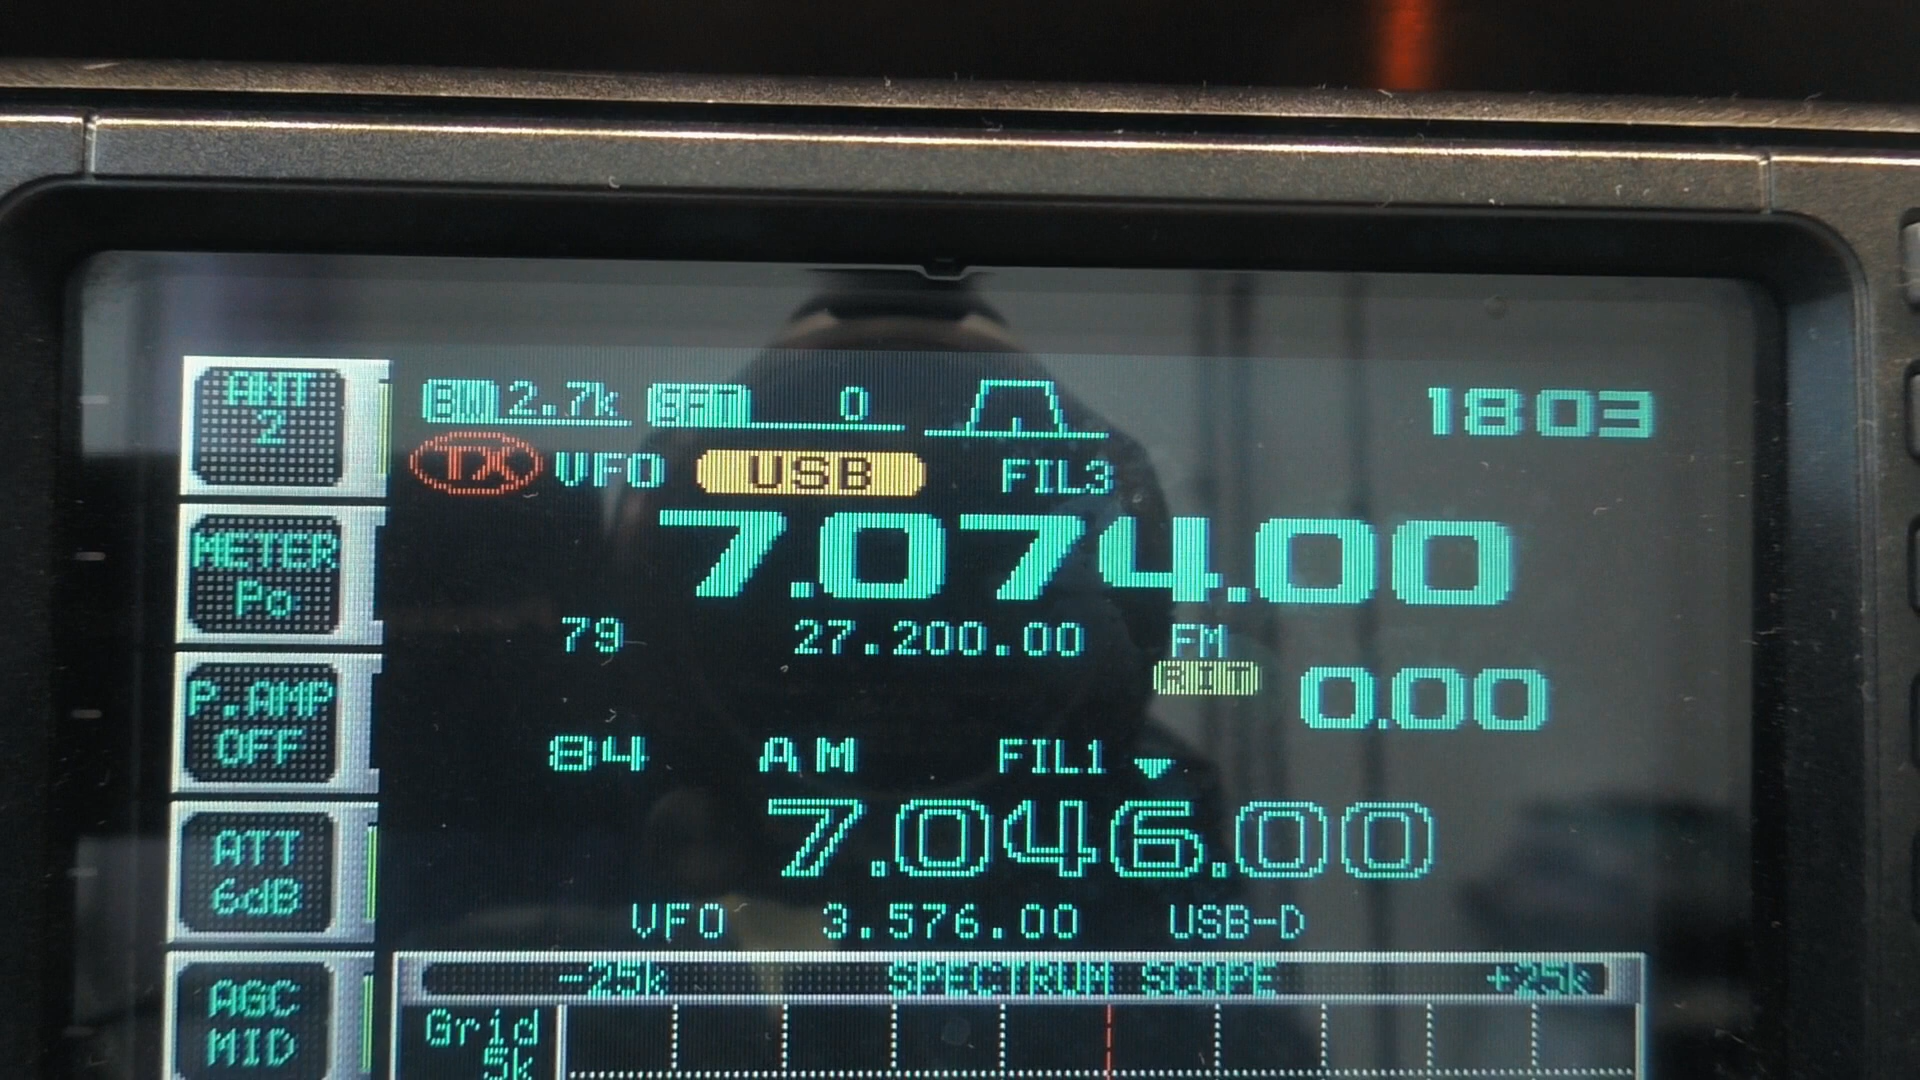 ANT
2
BW 2.7k SFT 0
1803
TX VFO USB FIL3
7.074.00
METER
Po
79 27.200.00 FM
RIT 0.00
P.AMP
OFF
84 AM FIL1
7.046.00
ATT
6dB
VFO 3.576.00 USB-D
-25k SPECTRUM SCOPE +25k
AGC
MID
Grid
5k